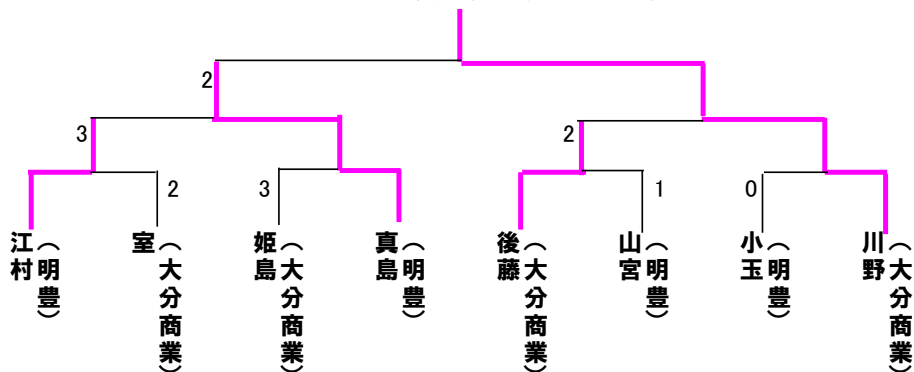 2
3
2
2
3
1
0
江村（明豊）
室（大分商業）
姫島（大分商業）
真島（明豊）
後藤（大分商業）
山宮（明豊）
小玉（明豊）
川野（大分商業）